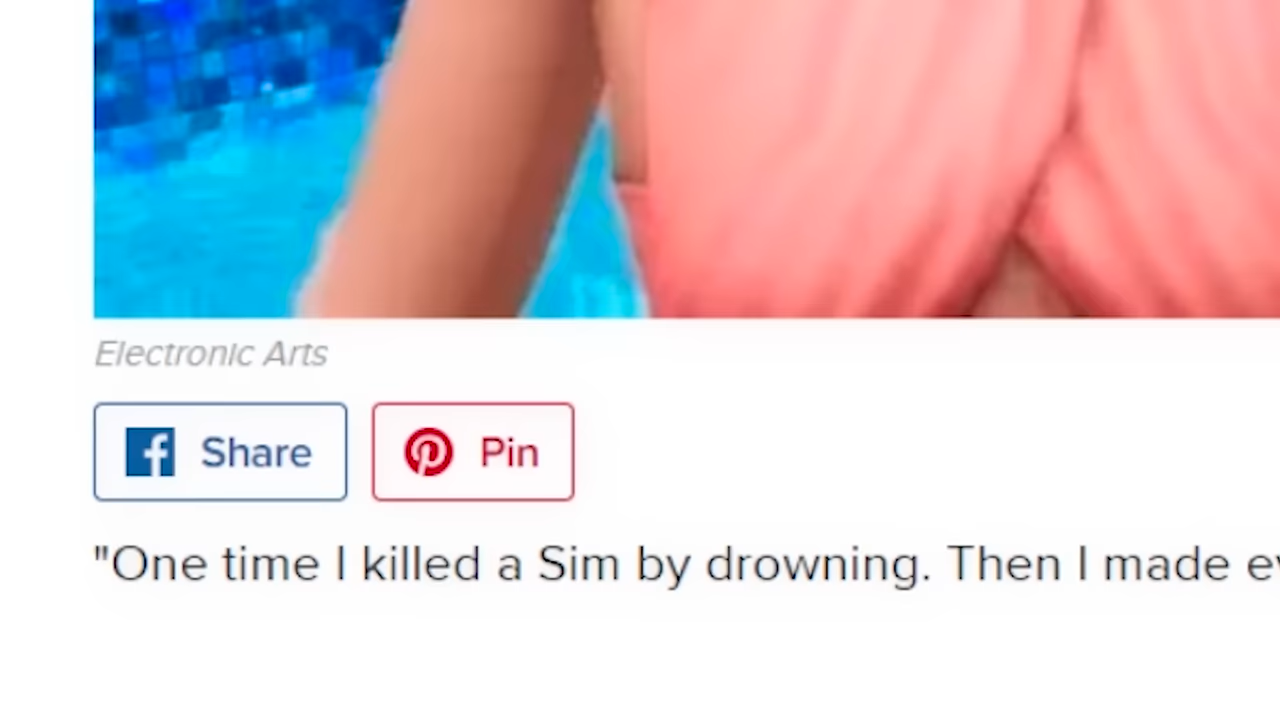 Electronic Arts
Share
Pin
"One time I killed a Sim by drowning. Then I made